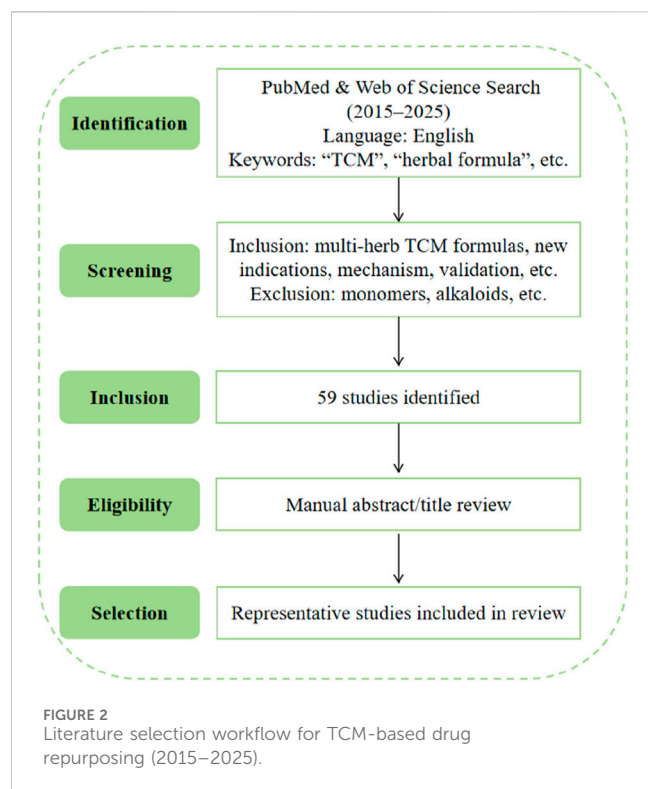 Identification
PubMed & Web of Science Search
(2015–2025)
Language: English
Keywords: “TCM”, “herbal formula”, etc.
Screening
Inclusion: multi-herb TCM formulas, new
indications, mechanism, validation, etc.
Exclusion: monomers, alkaloids, etc.
Inclusion
59 studies identified
Eligibility
Manual abstract/title review
Selection
Representative studies included in review
FIGURE 2
Literature selection workflow for TCM-based drug
repurposing (2015–2025).